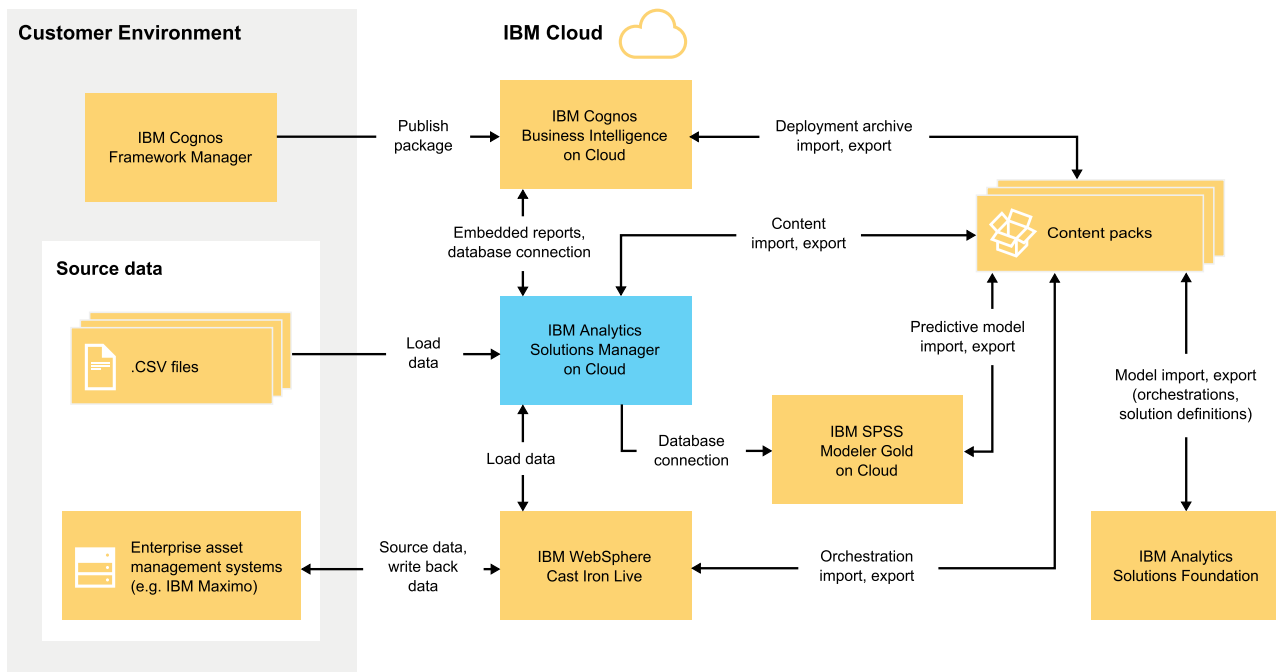 Customer Environment
IBM Cloud
IBM Cognos
Framework Manager
Publish
package
IBM Cognos
Business Intelligence
on Cloud
Deployment archive
import, export
Content packs
Embedded reports,
database connection
Content
import, export
Source data
.CSV files
Load
data
IBM Analytics
Solutions Manager
on Cloud
Predictive model
import, export
Model import, export
(orchestrations,
solution definitions)
Load data
Database
connection
IBM SPSS
Modeler Gold
on Cloud
Enterprise asset
management systems
(e.g. IBM Maximo)
Source data,
write back
data
IBM WebSphere
Cast Iron Live
Orchestration
import, export
IBM Analytics
Solutions Foundation